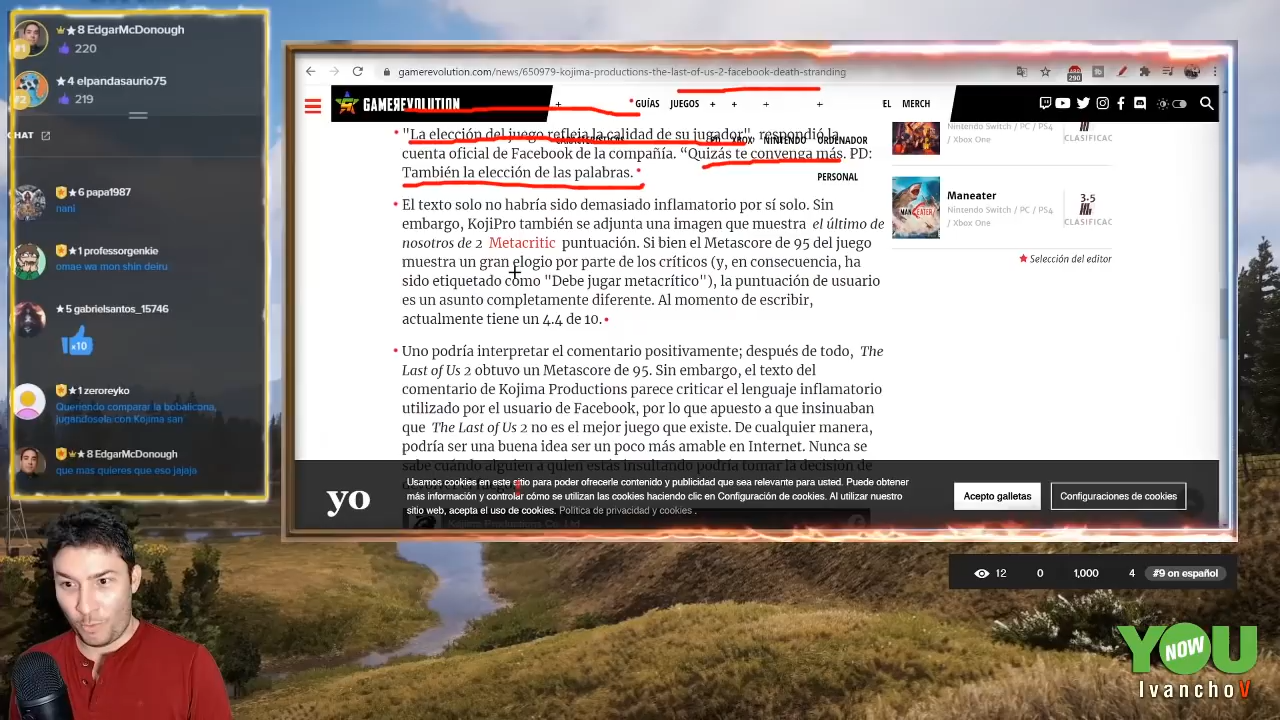 8 EdgarMcDonough
220
#1
4 elpandasaurio75
219
#2
CHAT
6 papa1987
nani
1 professorgenkie
omae wa mon shin deiru
5 gabrielsantos_15746
x10
1 zeroreyko
Queriendo comparar la bobalicona,
jugandosela con Kojima san
8 EdgarMcDonough
que mas quieres que eso jajaja
gamerevolution.com/news/650979-kojima-productions-the-last-of-us-2-facebook-death-stranding
290
GAMEREVOLUTION
GUÍAS JUEGOS + + + + EL MERCH
XBOX NINTENDO ORDENADOR
PERSONAL
"La elección del juego refleja la calidad de su jugador", respondió la
cuenta oficial de Facebook de la compañía. “Quizás te convenga más. PD:
También la elección de las palabras.
El texto solo no habría sido demasiado inflamatorio por sí solo. Sin
embargo, KojiPro también se adjunta una imagen que muestra el último de
nosotros de 2 Metacritic puntuación. Si bien el Metascore de 95 del juego
muestra un gran elogio por parte de los críticos (y, en consecuencia, ha
sido etiquetado como "Debe jugar metacrítico"), la puntuación de usuario
es un asunto completamente diferente. Al momento de escribir,
actualmente tiene un 4.4 de 10.
Uno podría interpretar el comentario positivamente; después de todo, The
Last of Us 2 obtuvo un Metascore de 95. Sin embargo, el texto del
comentario de Kojima Productions parece criticar el lenguaje inflamatorio
utilizado por el usuario de Facebook, por lo que apuesto a que insinuaban
que The Last of Us 2 no es el mejor juego que existe. De cualquier manera,
podría ser una buena idea ser un poco más amable en Internet. Nunca se
sabe cuándo alguien a quien estás insultando podría tomar la decisión de
Nintendo Switch / PC / PS4
/ Xbox One
CLASIFICAC
Maneater
Nintendo Switch / PC / PS4
/ Xbox One
3.5
CLASIFICAC
Selección del editor
yo
Usamos cookies en este sitio para poder ofrecerle contenido y publicidad que sea relevante para usted. Puede obtener
más información y controlar cómo se utilizan las cookies haciendo clic en Configuración de cookies. Al utilizar nuestro
sitio web, acepta el uso de cookies. Política de privacidad y cookies .
Acepto galletas
Configuraciones de cookies
Kojima Productions Co., Ltd.
12 0 1,000 4 #9 on español
YOU
NOW
IvanchoV